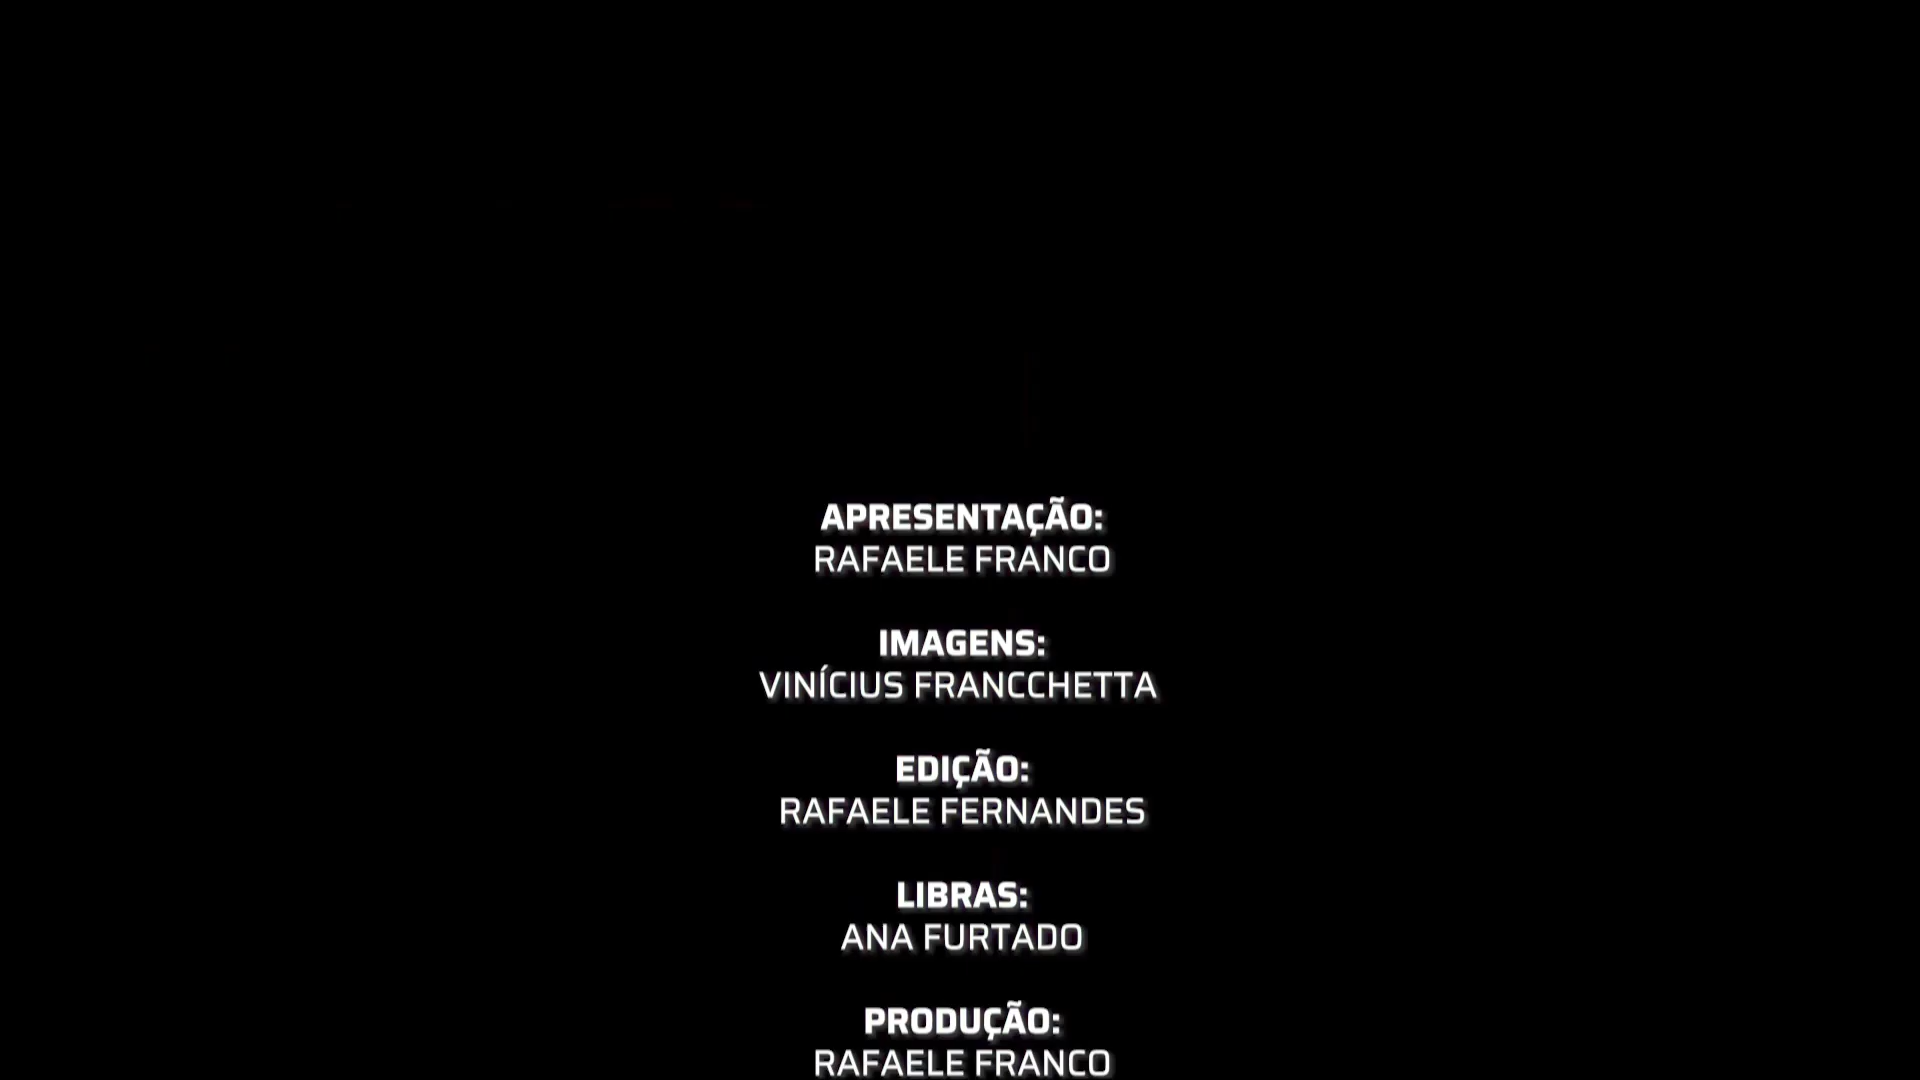 APRESENTAÇÃO:
RAFAELE FRANCO
IMAGENS:
VINÍCIUS FRANCCHETTA
EDIÇÃO:
RAFAELE FERNANDES
LIBRAS:
ANA FURTADO
PRODUÇÃO:
RAFAELE FRANCO